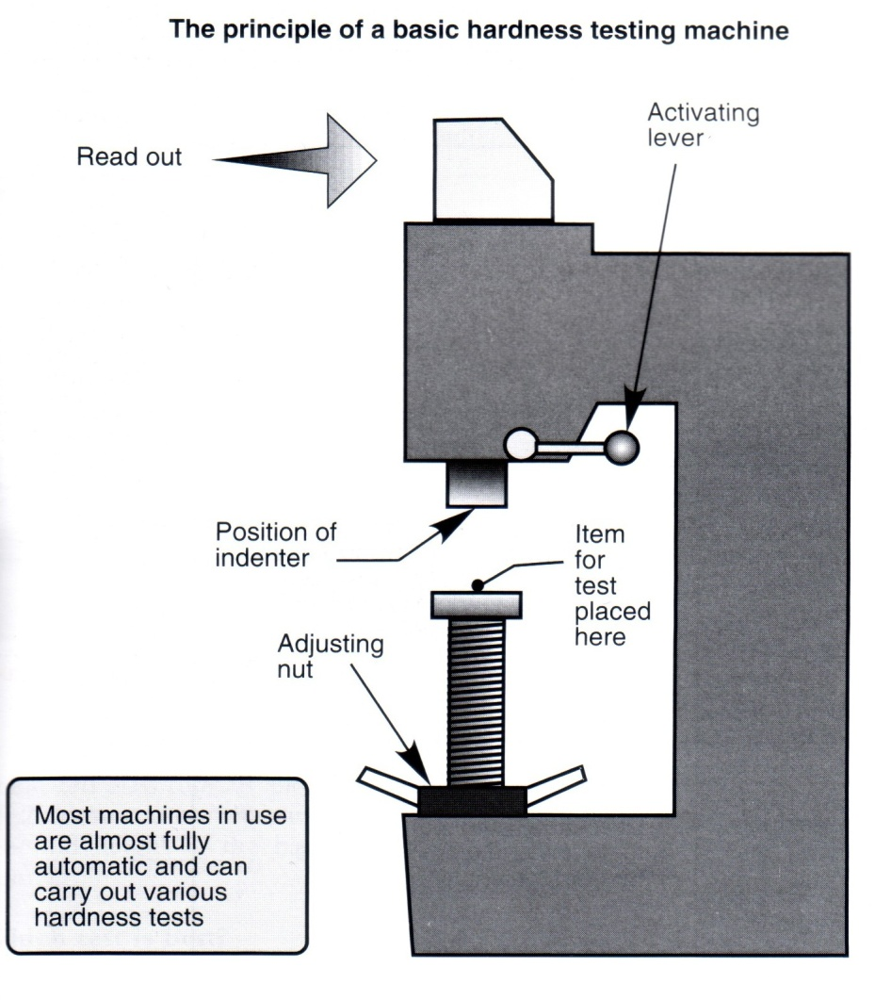 The principle of a basic hardness testing machine
Read out
Activating
lever
Position of
indenter
Item
for
test
placed
here
Adjusting
nut
Most machines in use
are almost fully
automatic and can
carry out various
hardness tests